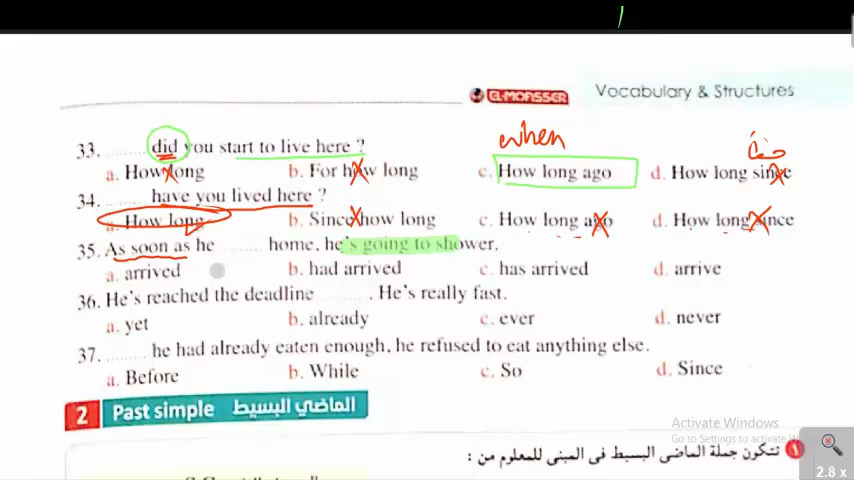 EL-MOASSER Vocabulary & Structures
when
33. ........ did you start to live here ?
a. How long b. For how long c. How long ago d. How long since
34. ........ have you lived here ?
a. How long b. Since how long c. How long ago d. How long since
35. As soon as he ........ home, he's going to shower.
a. arrived b. had arrived c. has arrived d. arrive
36. He's reached the deadline ........ . He's really fast.
a. yet b. already c. ever d. never
37. ........ he had already eaten enough, he refused to eat anything else.
a. Before b. While c. So d. Since
2 Past simple الماضي البسيط
Activate Windows
Go to Settings to activate W
١ تتكون جملة الماضى البسيط فى المبنى للمعلوم من :
2.8 x